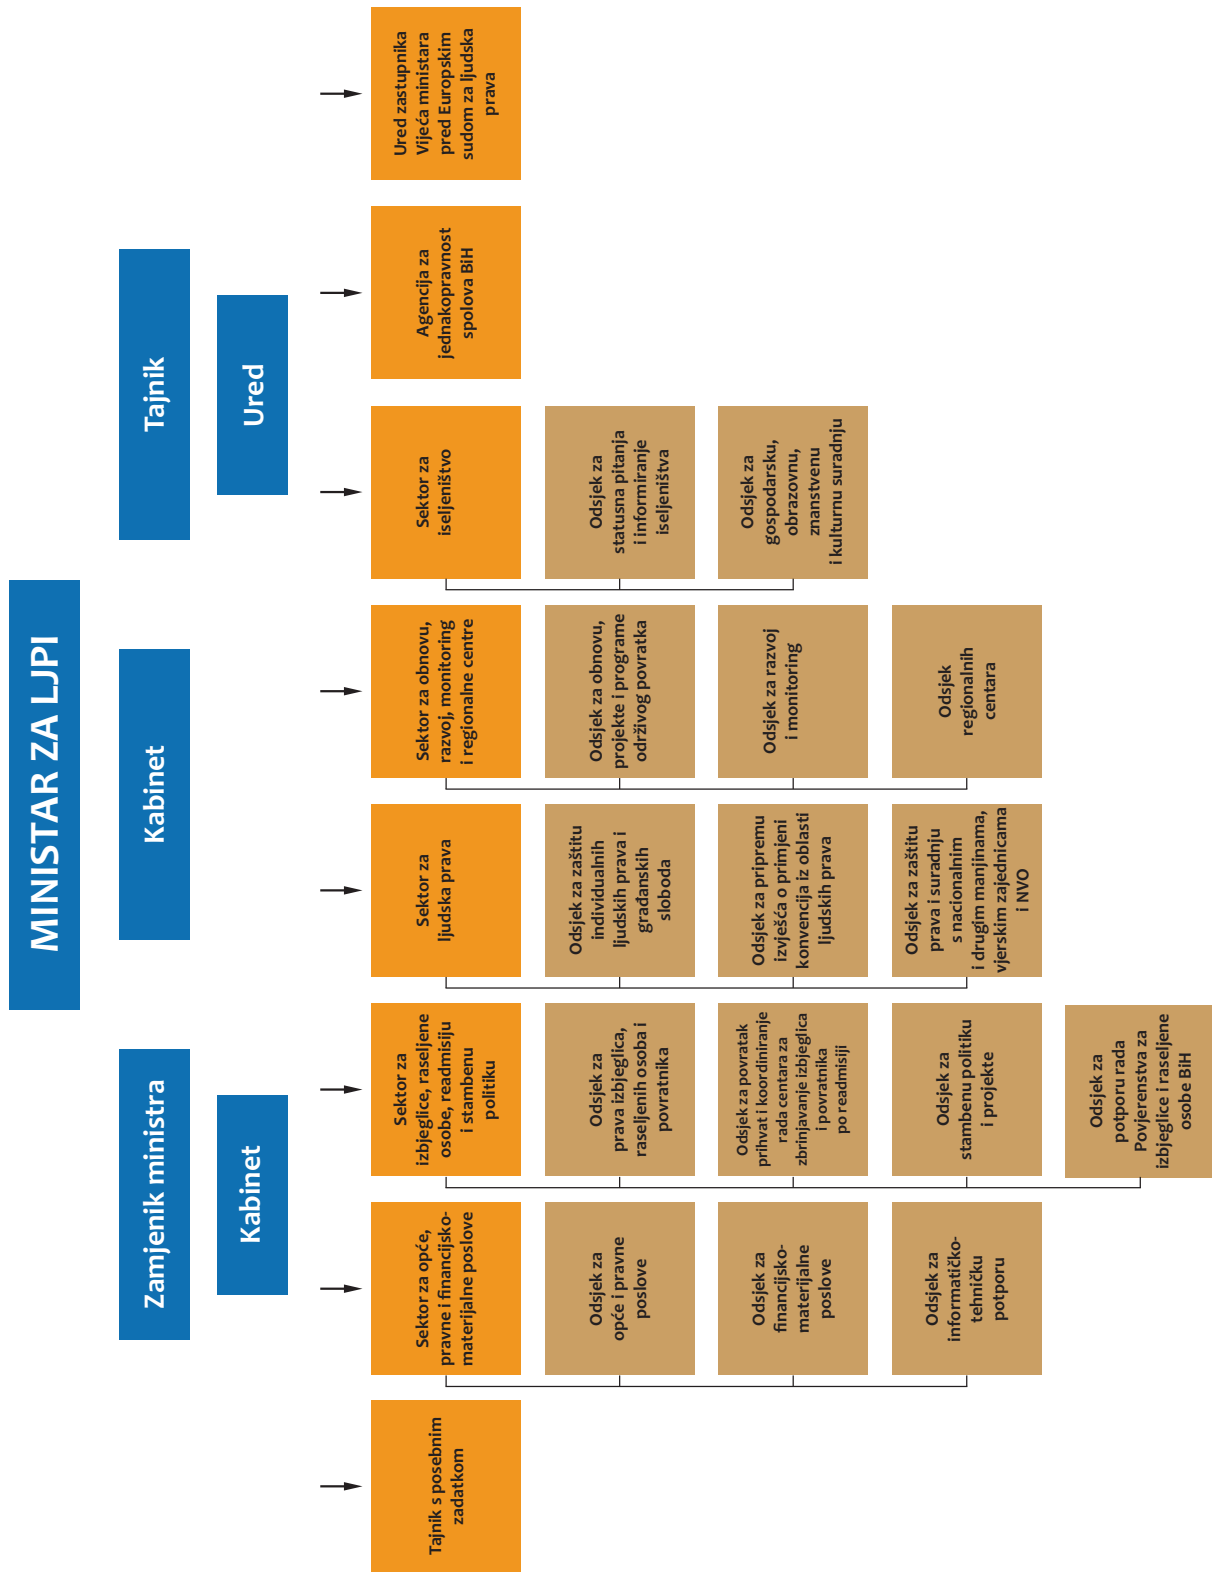 MINISTAR ZA LJPI
Zamjenik ministra
Kabinet
Tajnik
Kabinet
Ured
Tajnik s posebnim
zadatkom
Sektor za opće,
pravne i financijsko-
materijalne poslove
Odsjek za
opće i pravne
poslove
Odsjek za
financijsko-
materijalne
poslove
Odsjek za
informatičko-
tehničku
potporu
Sektor za
izbjeglice, raseljene
osobe, readmisiju
i stambenu
politiku
Odsjek za
prava izbjeglica,
raseljenih osoba i
povratnika
Odsjek za povratak
prihvat i koordiniranje
rada centara za
zbrinjavanje izbjeglica
i povratnika
po readmisiji
Odsjek za
stambenu politiku
i projekte
Odsjek za
potporu rada
Povjerenstva za
izbjeglice i raseljene
osobe BiH
Sektor za
ljudska prava
Odsjek za zaštitu
individualnih
ljudskih prava i
građanskih
sloboda
Odsjek za pripremu
izvješća o primjeni
konvencija iz oblasti
ljudskih prava
Odsjek za zaštitu
prava i suradnju
s nacionalnim
i drugim manjinama,
vjerskim zajednicama
i NVO
Sektor za obnovu,
razvoj, monitoring
i regionalne centre
Odsjek za obnovu,
projekte i programe
održivog povratka
Odsjek za razvoj
i monitoring
Odsjek
regionalnih
centara
Sektor za
iseljeništvo
Odsjek za
statusna pitanja
i informiranje
iseljeništva
Odsjek za
gospodarsku,
obrazovnu,
znanstvenu
i kulturnu suradnju
Agencija za
jednakopravnost
spolova BiH
Ured zastupnika
Vijeća ministara
pred Europskim
sudom za ljudska
prava